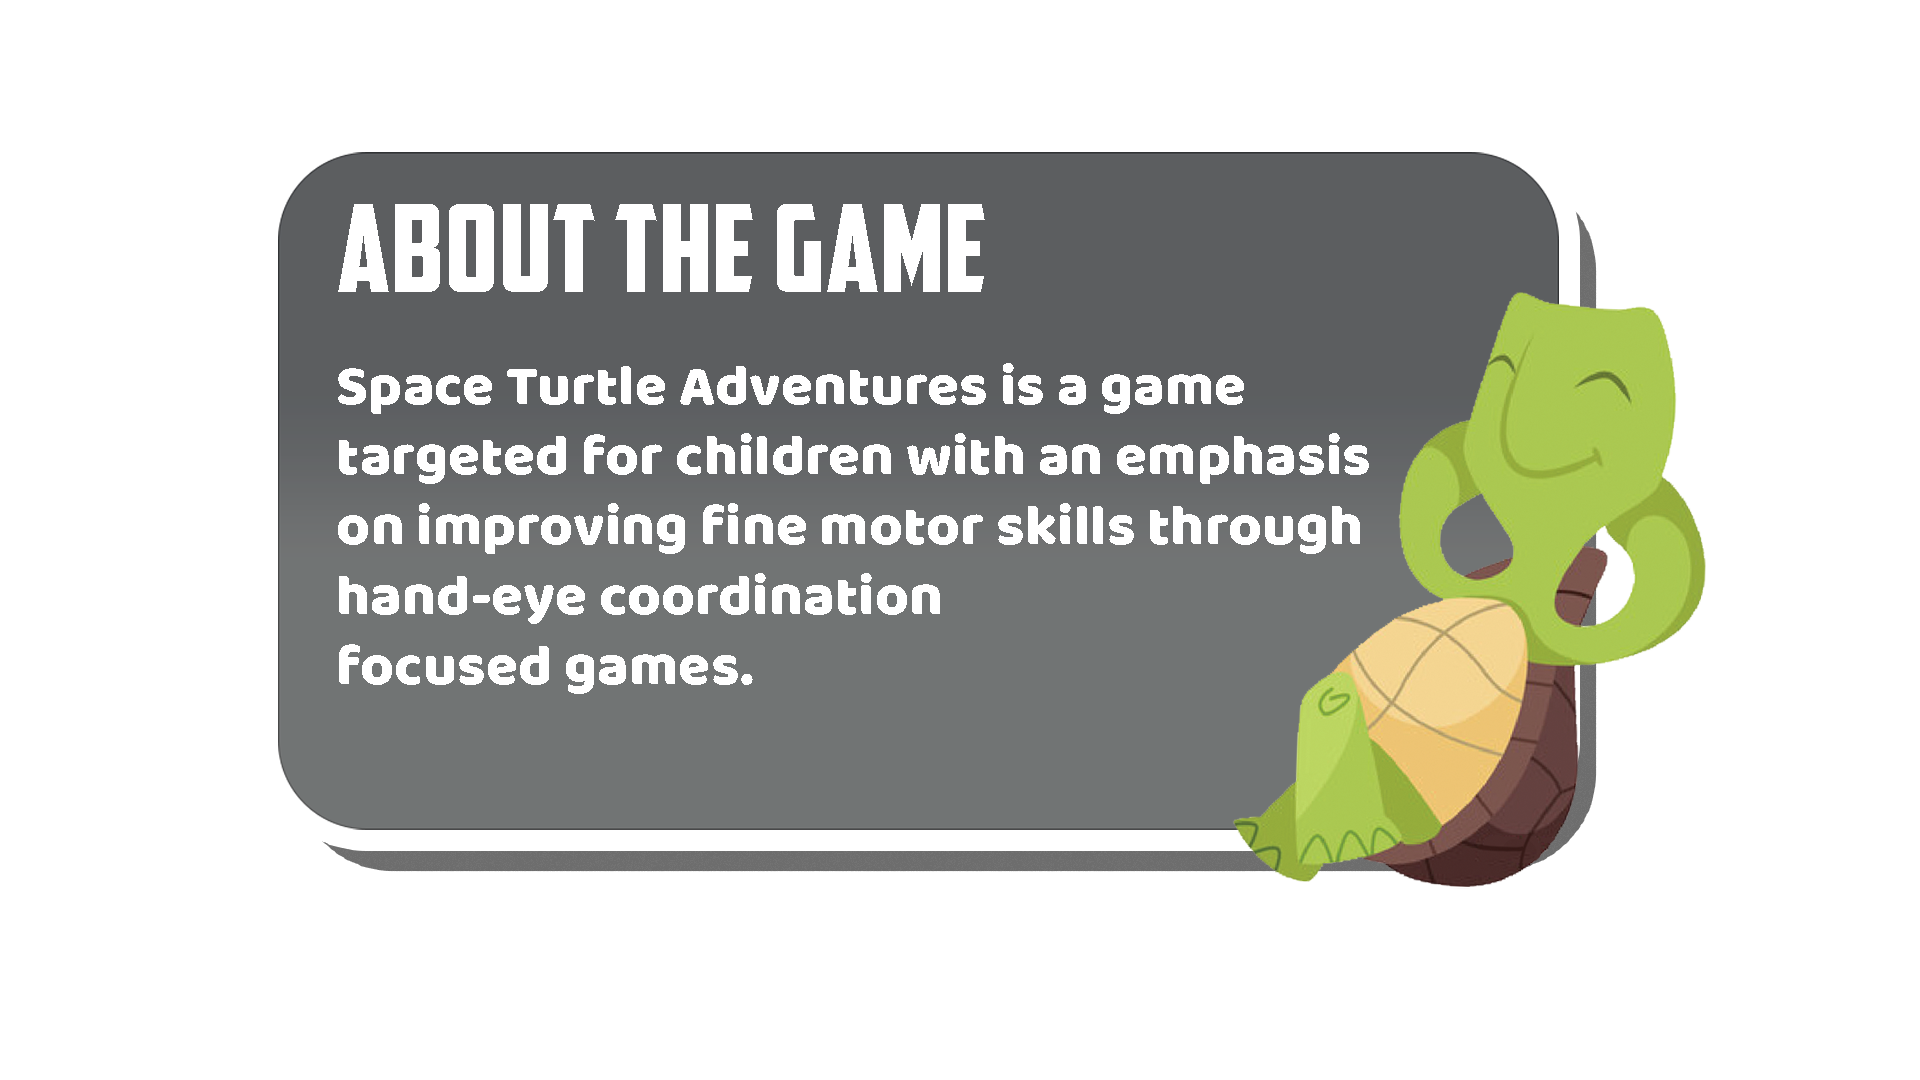 ABOUT THE GAME
Space Turtle Adventures is a game
targeted for children with an emphasis
on improving fine motor skills through
hand-eye coordination
focused games.